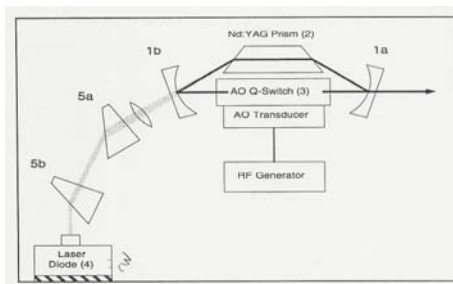 Nd:YAG Prism (2)
1b
1a
AO Q-Switch (3)
5a
AO Transducer
5b
RF Generator
Laser
Diode (4)